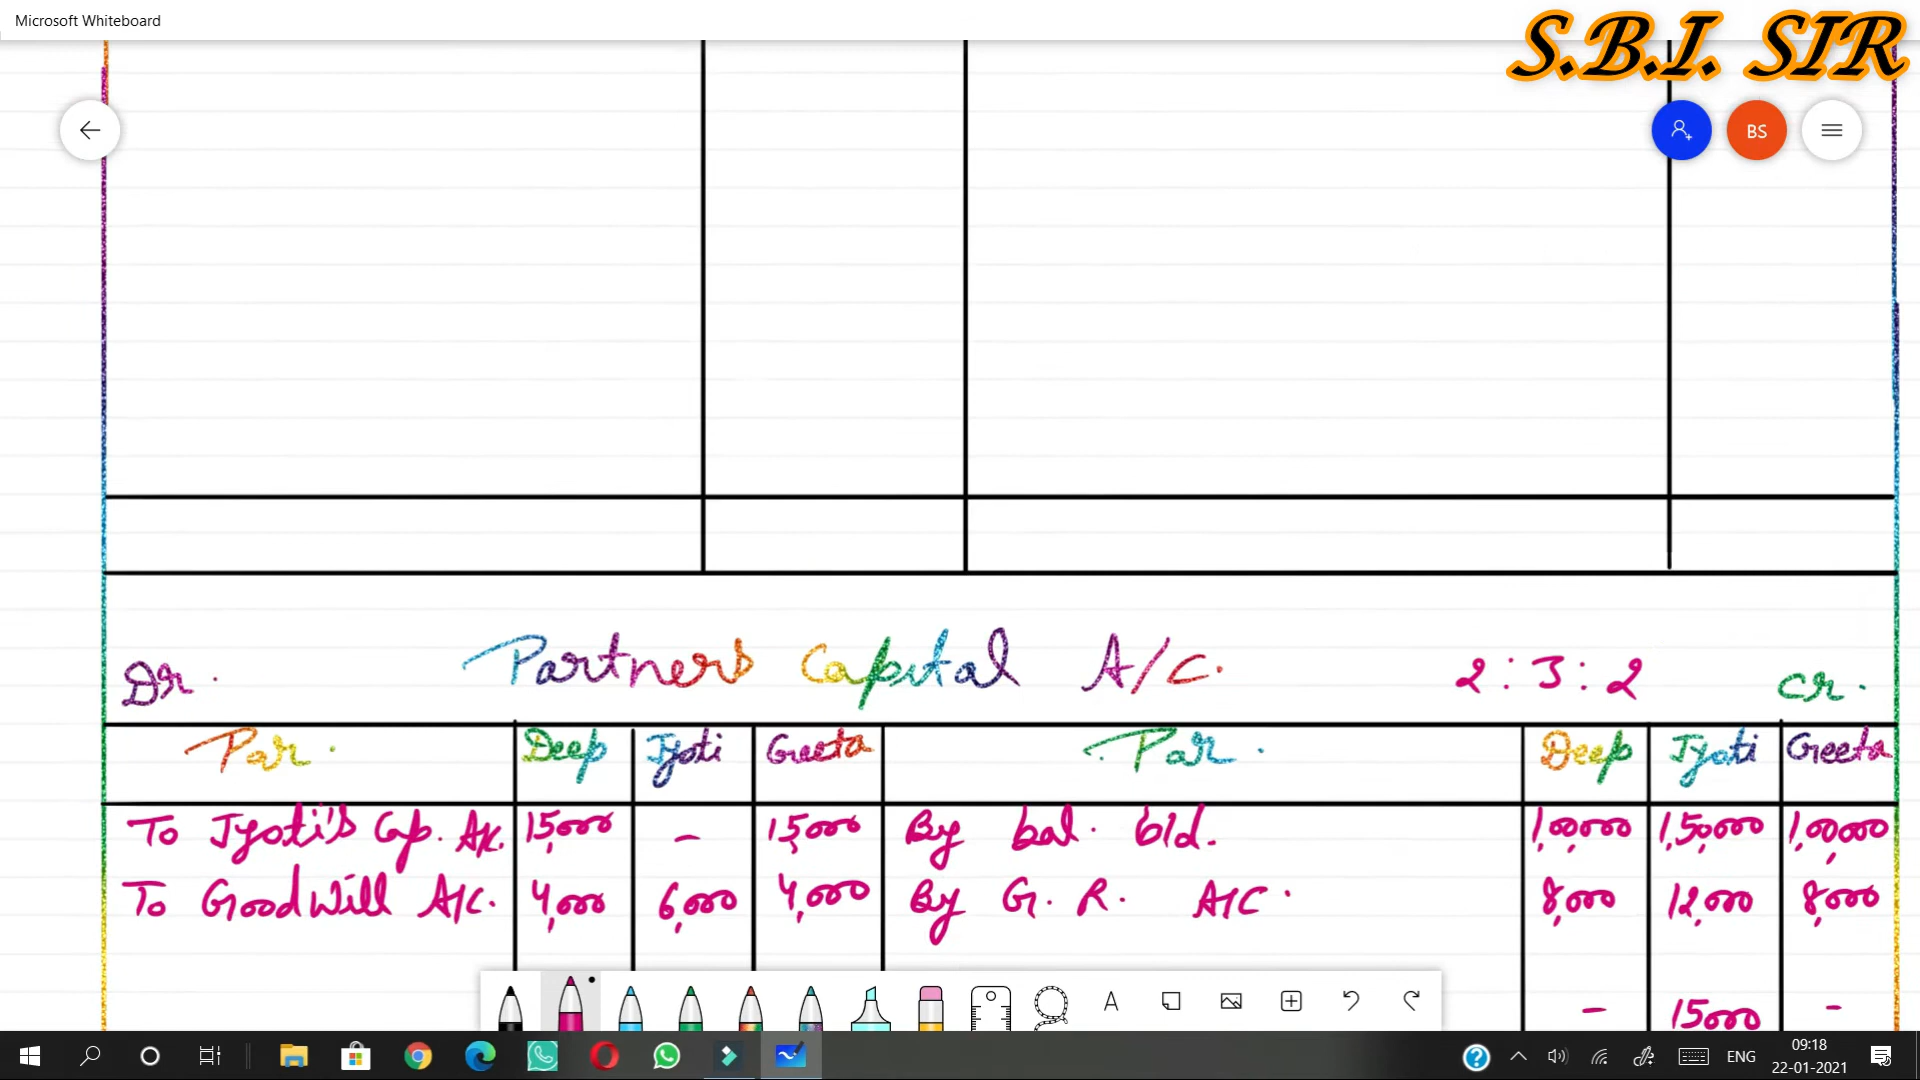 Microsoft Whiteboard
S.B.I. SIR
BS
Dr. Partners Capital A/C. 2:3:2 Cr.
Par. Deep Jyoti Geeta Par. Deep Jyoti Geeta
To Jyoti's Cap. A/c. 15,000 - 15,000 By bal. b/d. 1,00,000 1,50,000 1,00,000
To Goodwill A/C. 4,000 6,000 4,000 By G. R. A/C. 8,000 12,000 8,000
- 15000 -
A
ENG
09:18
22-01-2021